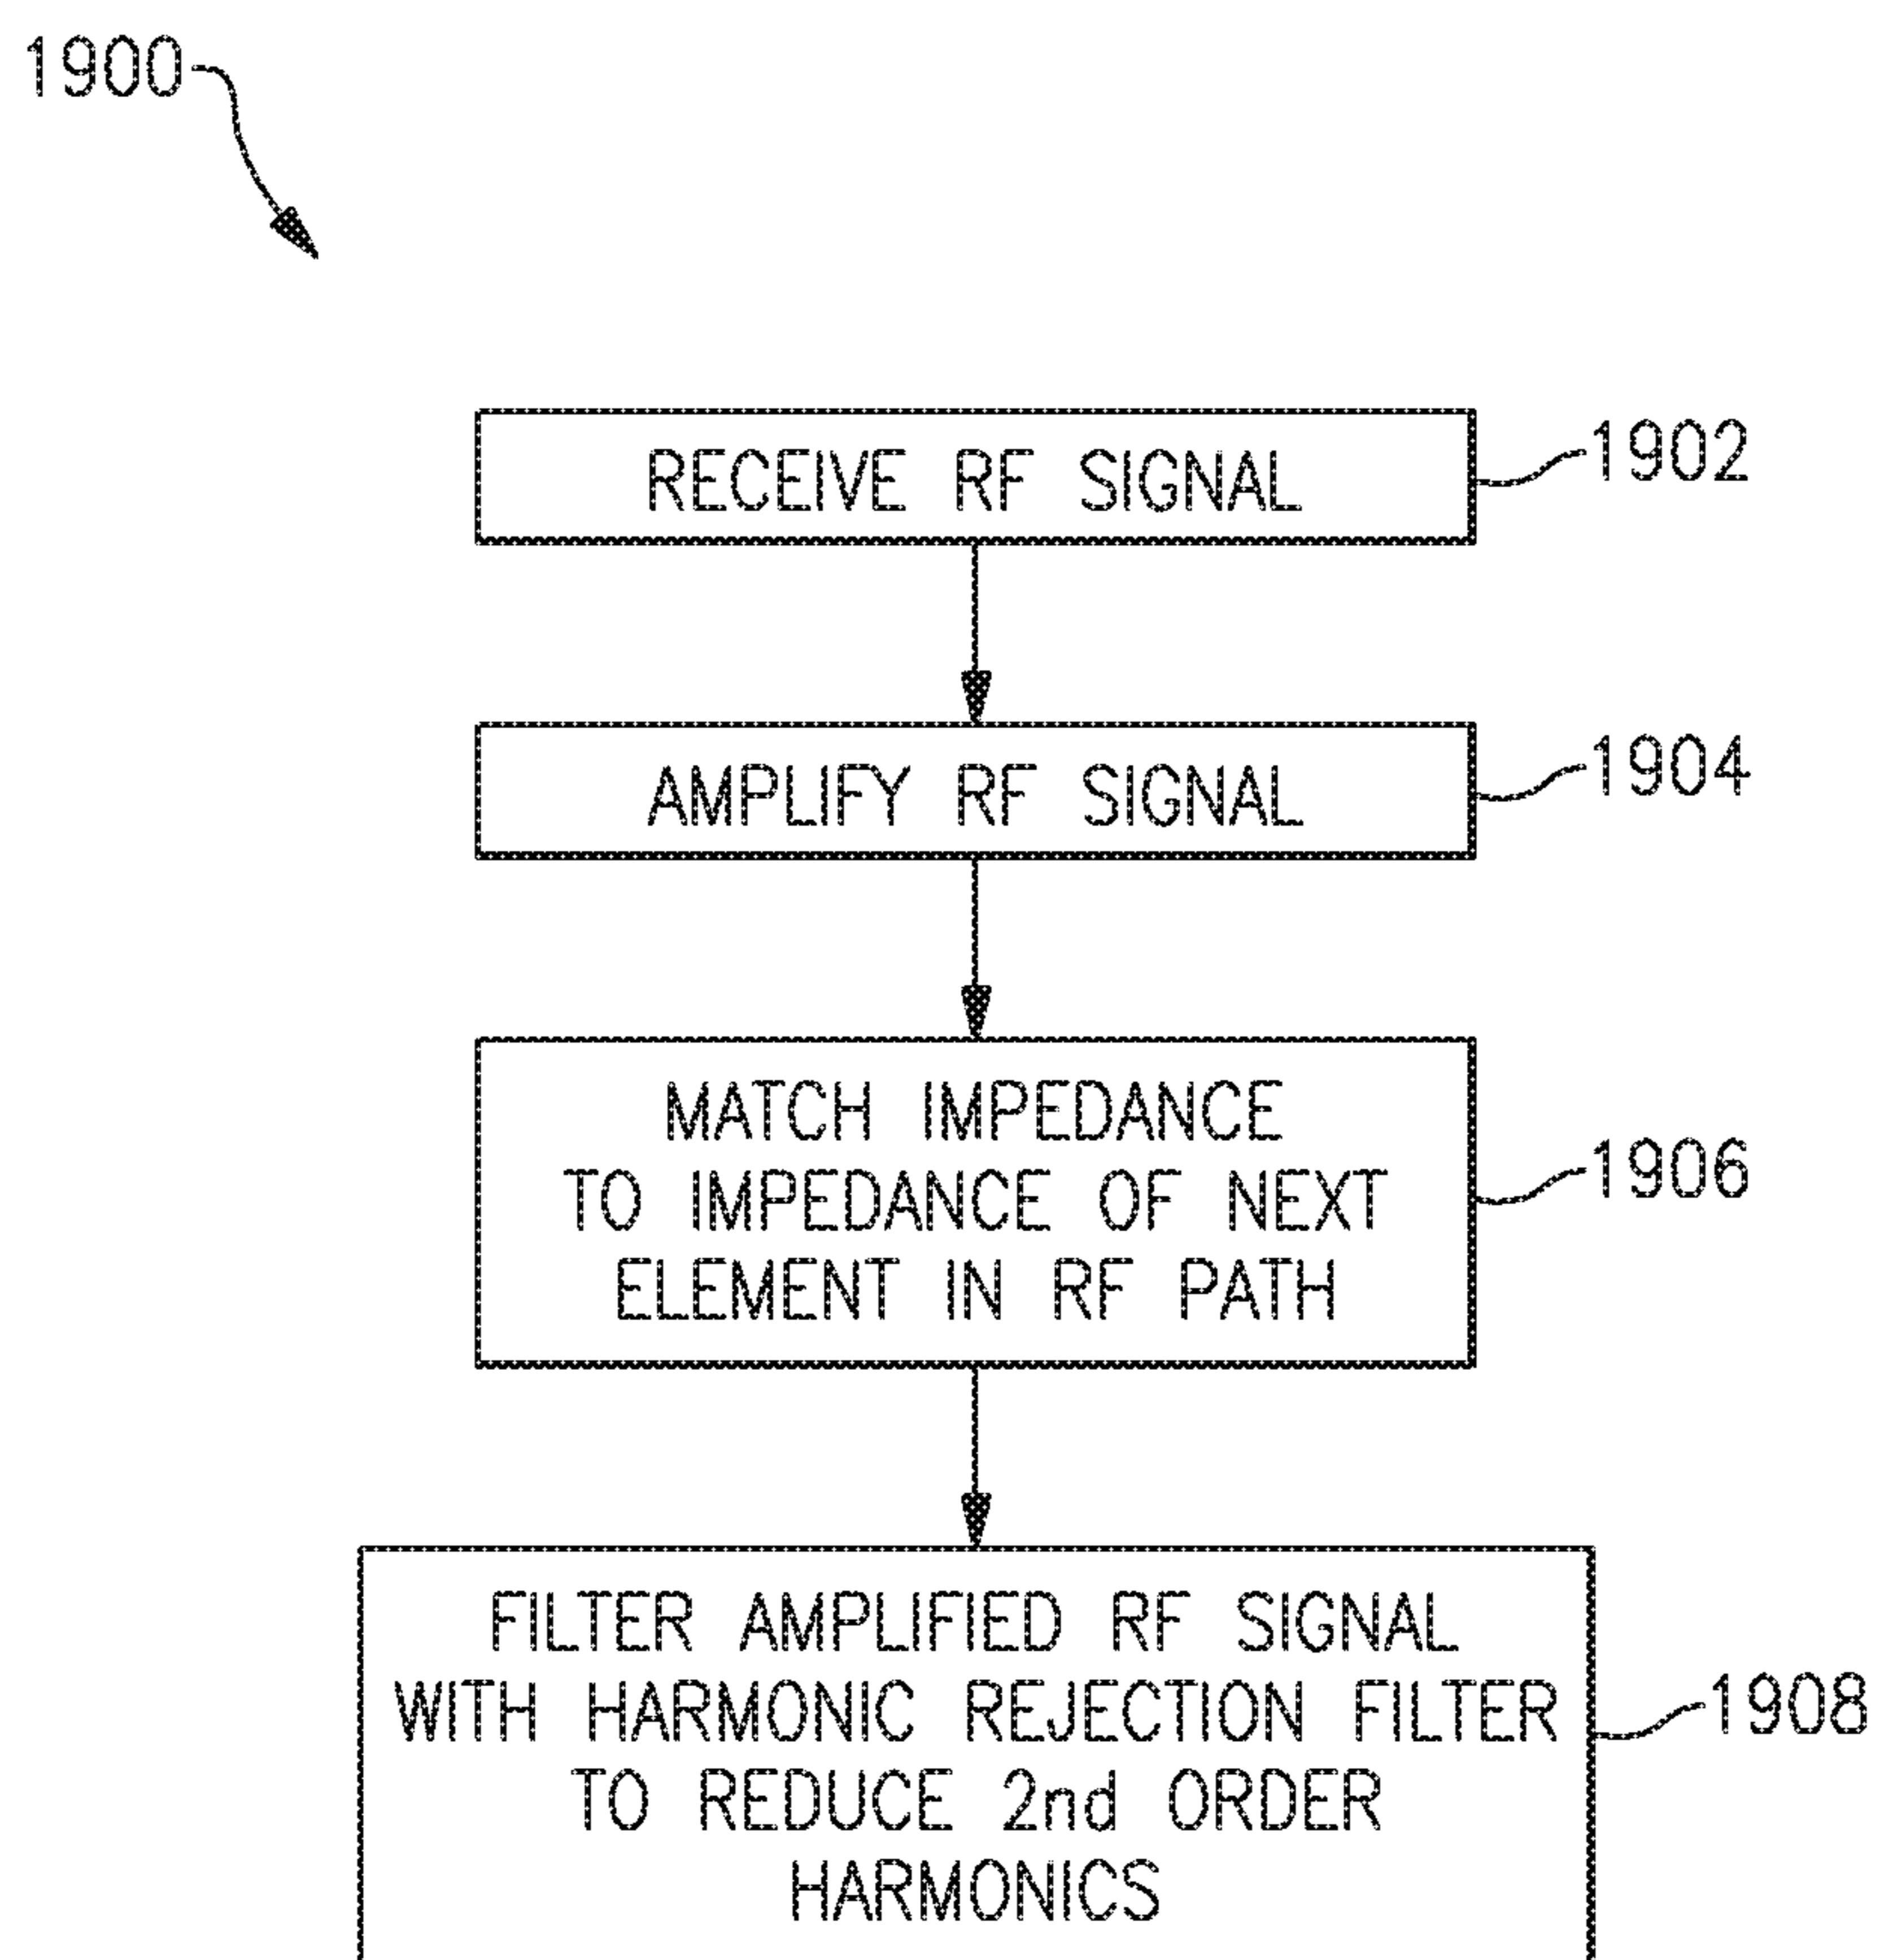 1900
RECEIVE RF SIGNAL
1902
AMPLIFY RF SIGNAL
1904
MATCH IMPEDANCE
TO IMPEDANCE OF NEXT
ELEMENT IN RF PATH
1906
FILTER AMPLIFIED RF SIGNAL
WITH HARMONIC REJECTION FILTER
TO REDUCE 2nd ORDER
HARMONICS
1908